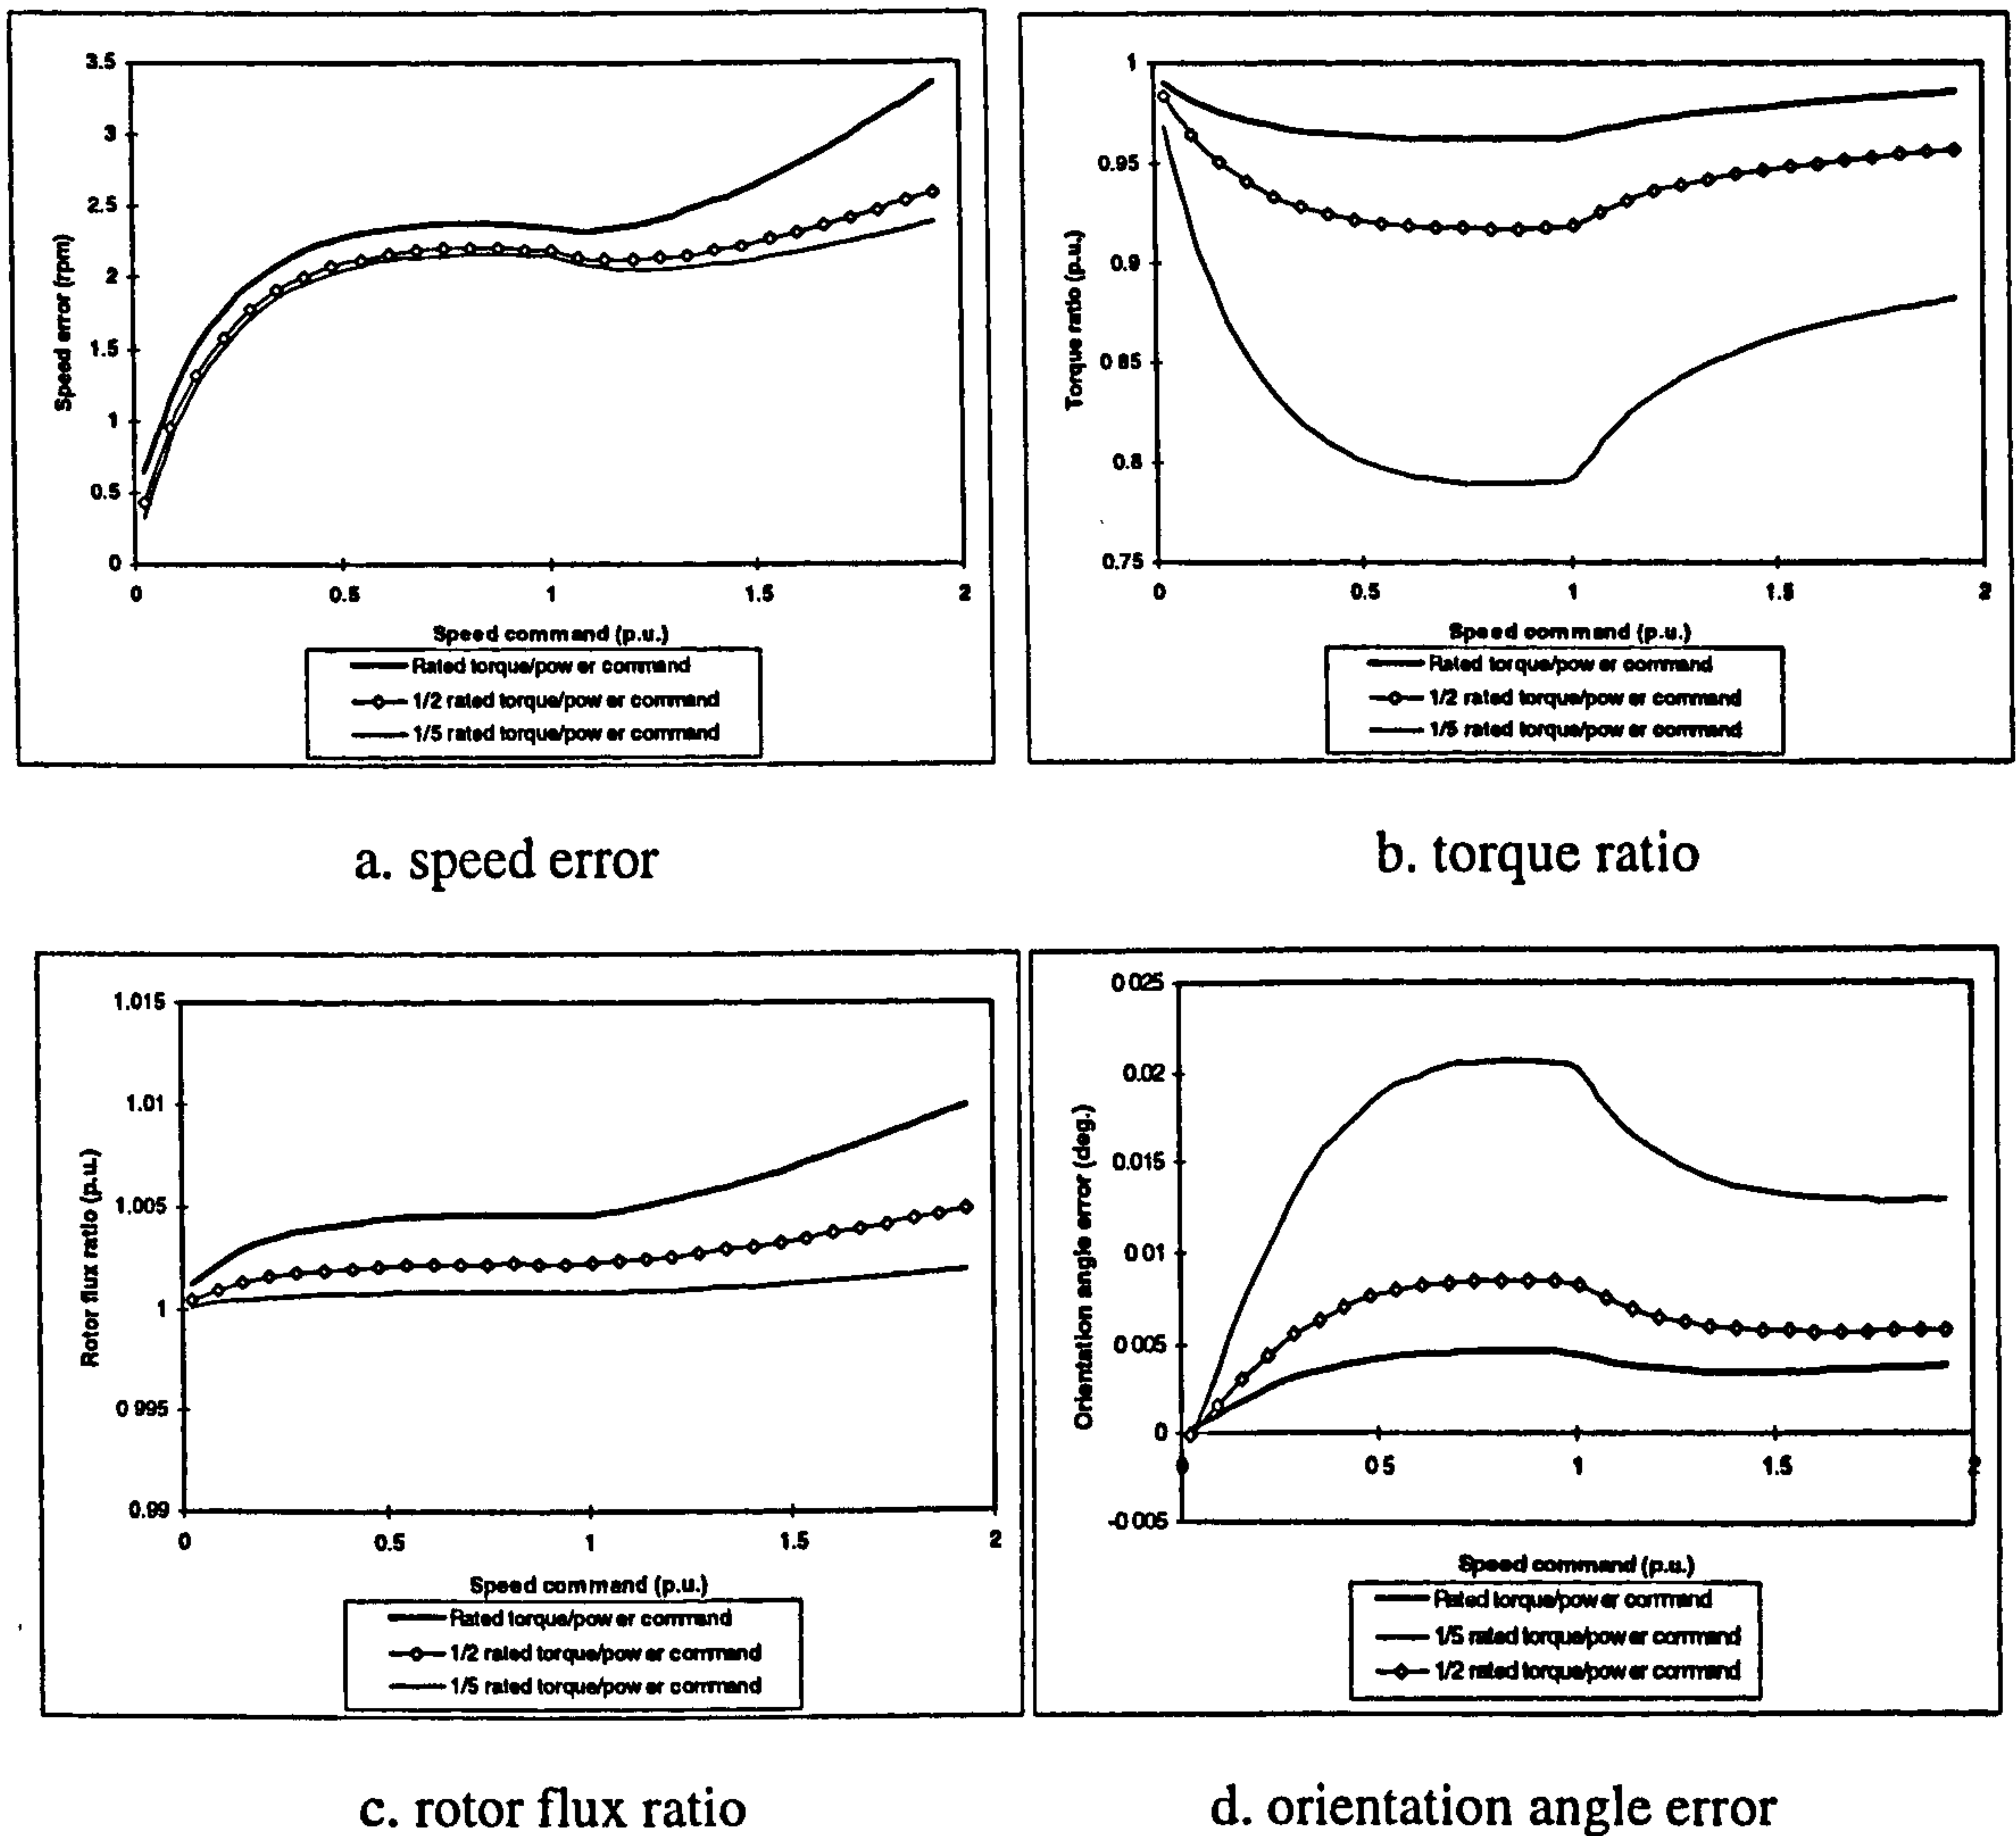 3.5
3
2.5
2
1.5
1
0.5
0
Speed error (rpm)
0 0.5 1 1.5 2
Speed command (p.u.)
Rated torque/pow er command
1/2 rated torque/pow er command
1/5 rated torque/pow er command
a. speed error
1
0.95
0.9
0 85
0.8
0.75
Torque ratio (p.u.)
0 0.5 1 1.5 2
Speed command (p.u.)
Rated torque/pow er command
1/2 rated torque/pow er command
1/5 rated torque/pow er command
b. torque ratio
1.015
1.01
1.005
1
0 995
0.99
Rotor flux ratio (p.u.)
0 0.5 1 1.5 2
Speed command (p.u.)
Rated torque/pow er command
1/2 rated torque/pow er command
1/5 rated torque/pow er command
c. rotor flux ratio
0 025
0.02
0.015
0 01
0 005
0
-0 005
Orientation angle error (deg.)
0 0 5 1 1.5 2
Speed command (p.u.)
Rated torque/pow er command
1/5 rated torque/pow er command
1/2 rated torque/pow er command
d. orientation angle error